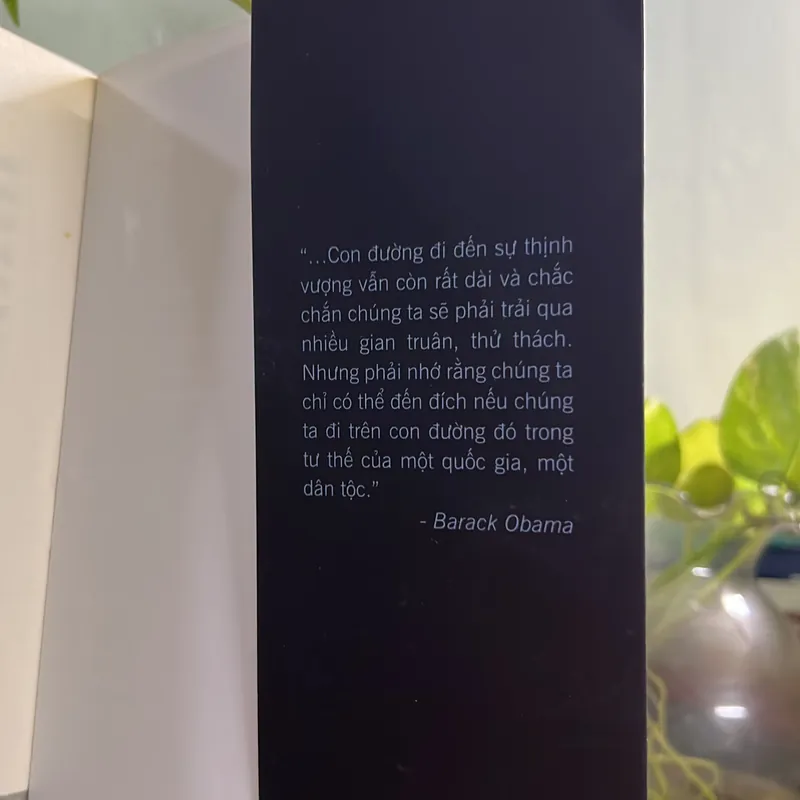 “...Con đường đi đến sự thịnh
vượng vẫn còn rất dài và chắc
chắn chúng ta sẽ phải trải qua
nhiều gian truân, thử thách.
Nhưng phải nhớ rằng chúng ta
chỉ có thể đến đích nếu chúng
ta đi trên con đường đó trong
tư thế của một quốc gia, một
dân tộc.”
- Barack Obama